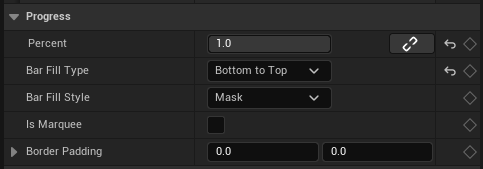 Progress
Percent 1.0
Bar Fill Type Bottom to Top
Bar Fill Style Mask
Is Marquee
Border Padding 0.0 0.0